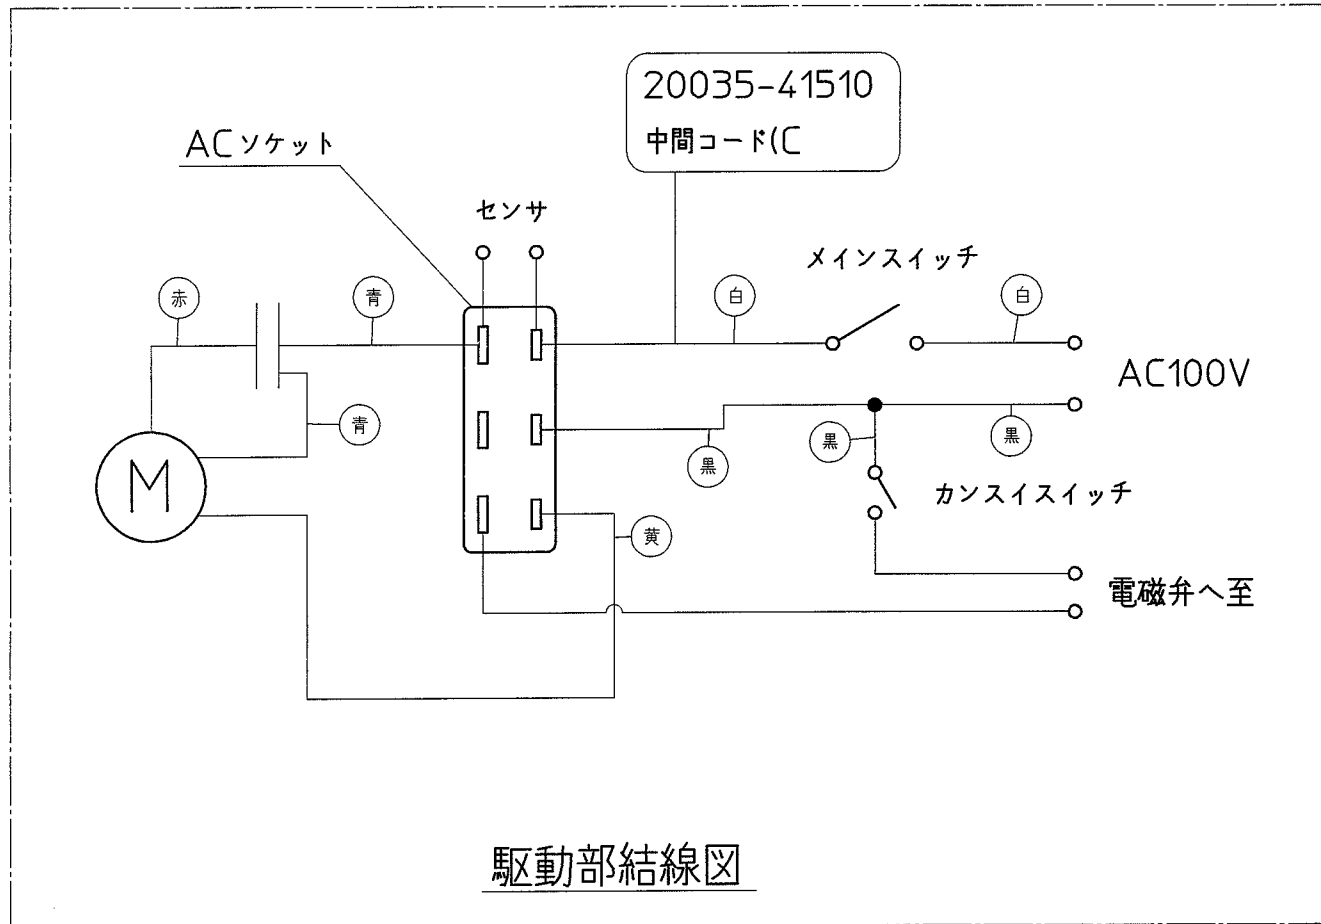 20035-41510
中間コード(C
ACソケット
センサ
メインスイッチ
赤
青
白
白
AC100V
青
黒
黒
黒
M
カンスイスイッチ
黄
電磁弁へ至
駆動部結線図